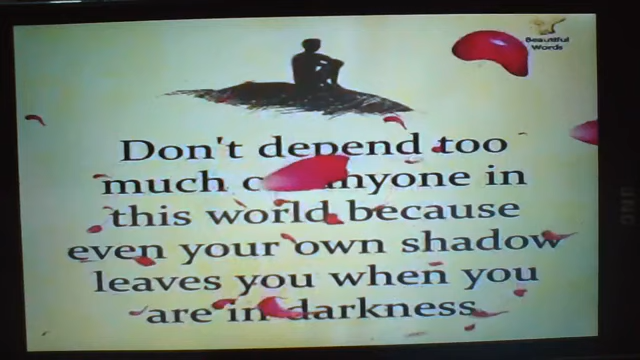 Beautiful
Words
Don't depend too
much on anyone in
this world because
even your own shadow
leaves you when you
are in darkness